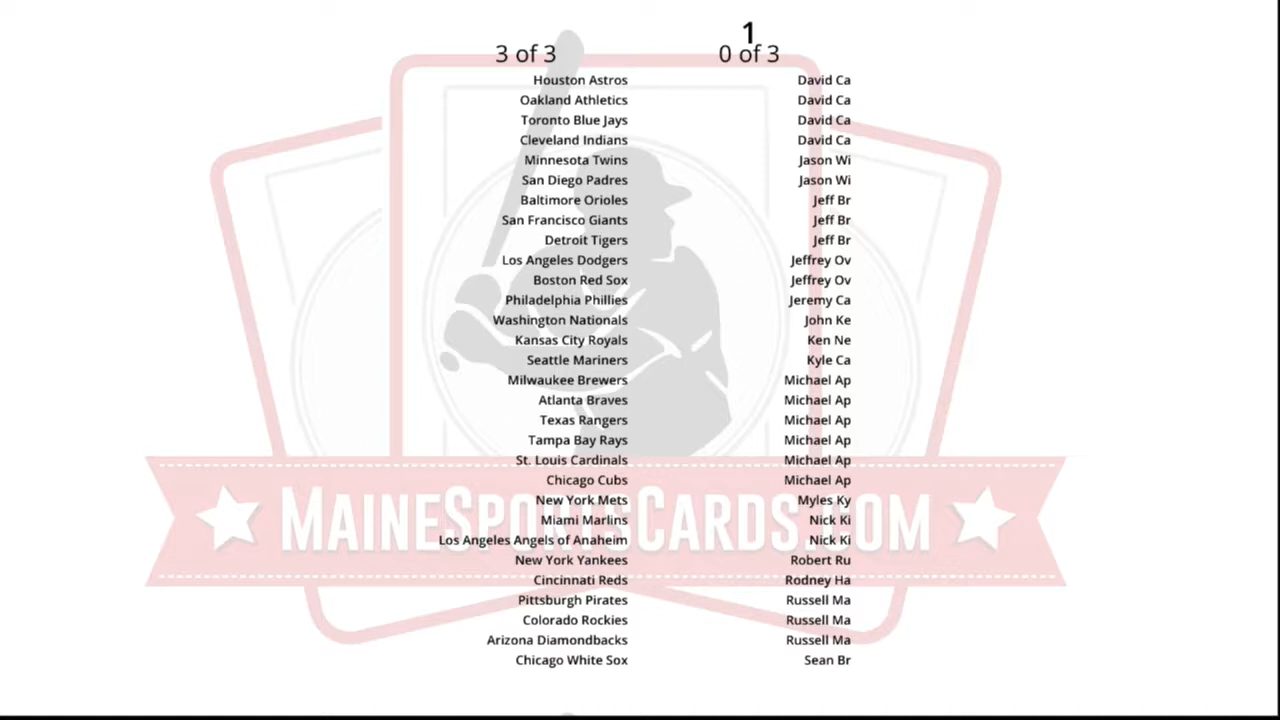 1
3 of 3 0 of 3
Houston Astros David Ca
Oakland Athletics David Ca
Toronto Blue Jays David Ca
Cleveland Indians David Ca
Minnesota Twins Jason Wi
San Diego Padres Jason Wi
Baltimore Orioles Jeff Br
San Francisco Giants Jeff Br
Detroit Tigers Jeff Br
Los Angeles Dodgers Jeffrey Ov
Boston Red Sox Jeffrey Ov
Philadelphia Phillies Jeremy Ca
Washington Nationals John Ke
Kansas City Royals Ken Ne
Seattle Mariners Kyle Ca
Milwaukee Brewers Michael Ap
Atlanta Braves Michael Ap
Texas Rangers Michael Ap
Tampa Bay Rays Michael Ap
St. Louis Cardinals Michael Ap
Chicago Cubs Michael Ap
New York Mets Myles Ky
Miami Marlins Nick Ki
Los Angeles Angels of Anaheim Nick Ki
New York Yankees Robert Ru
Cincinnati Reds Rodney Ha
Pittsburgh Pirates Russell Ma
Colorado Rockies Russell Ma
Arizona Diamondbacks Russell Ma
Chicago White Sox Sean Br
MAINESPORTSCARDS.COM